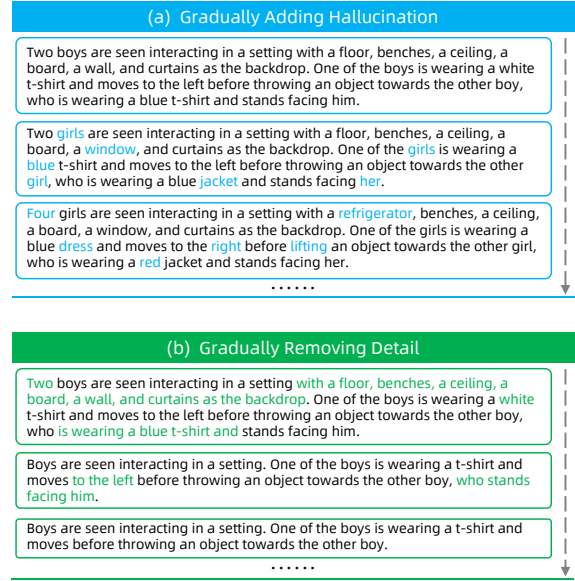 (a) Gradually Adding Hallucination
Two boys are seen interacting in a setting with a floor, benches, a ceiling, a
board, a wall, and curtains as the backdrop. One of the boys is wearing a white
t-shirt and moves to the left before throwing an object towards the other boy,
who is wearing a blue t-shirt and stands facing him.
Two girls are seen interacting in a setting with a floor, benches, a ceiling, a
board, a window, and curtains as the backdrop. One of the girls is wearing a
blue t-shirt and moves to the left before throwing an object towards the other
girl, who is wearing a blue jacket and stands facing her.
Four girls are seen interacting in a setting with a refrigerator, benches, a ceiling,
a board, a window, and curtains as the backdrop. One of the girls is wearing a
blue dress and moves to the right before lifting an object towards the other girl,
who is wearing a red jacket and stands facing her.
......
(b) Gradually Removing Detail
Two boys are seen interacting in a setting with a floor, benches, a ceiling, a
board, a wall, and curtains as the backdrop. One of the boys is wearing a white
t-shirt and moves to the left before throwing an object towards the other boy,
who is wearing a blue t-shirt and stands facing him.
Boys are seen interacting in a setting. One of the boys is wearing a t-shirt and
moves to the left before throwing an object towards the other boy, who stands
facing him.
Boys are seen interacting in a setting. One of the boys is wearing a t-shirt and
moves before throwing an object towards the other boy.
......